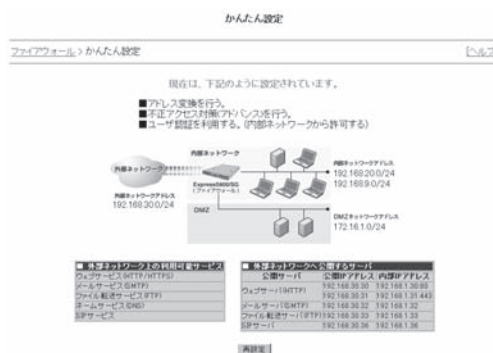 かんたん設定
ファイアウォール > かんたん設定
[ヘルプ
現在は、下記のように設定されています。
■アドレス変換を行う。
■不正アクセス対策(アドバンス)を行う。
■ユーザ認証を利用する。(内部ネットワークから許可する)
内部ネットワーク
外部ネットワーク
Express5800/SG
(ファイアウォール)
内部ネットワークアドレス
192.168.20.0/24
192.168.9.0/24
外部ネットワークアドレス
192.168.30.0/24
DMZ
DMZネットワークアドレス
172.16.1.0/24
■ 外部ネットワーク上の利用可能サービス
ウェブサービス(HTTP/HTTPS)
メールサービス(SMTP)
ファイル転送サービス(FTP)
ネームサービス(DNS)
SIPサービス
■ 外部ネットワークへ公開するサーバ
公開サーバ 公開IPアドレス 内部IPアドレス
ウェブサーバ(HTTP) 192.168.30.30 192.168.1.30:80
192.168.30.31 192.168.1.31:443
メールサーバ(SMTP) 192.168.30.32 192.168.1.32
ファイル転送サーバ(FTP) 192.168.30.33 192.168.1.33
SIPサーバ 192.168.30.36 192.168.1.36
再設定